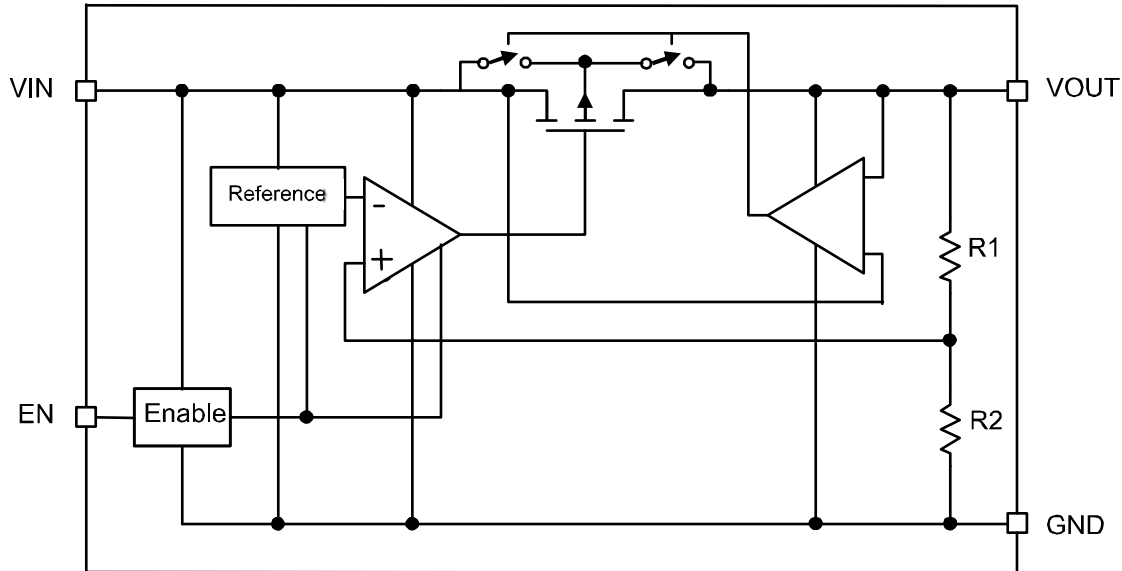 VIN
VOUT
Reference
-
+
R1
EN
Enable
R2
GND